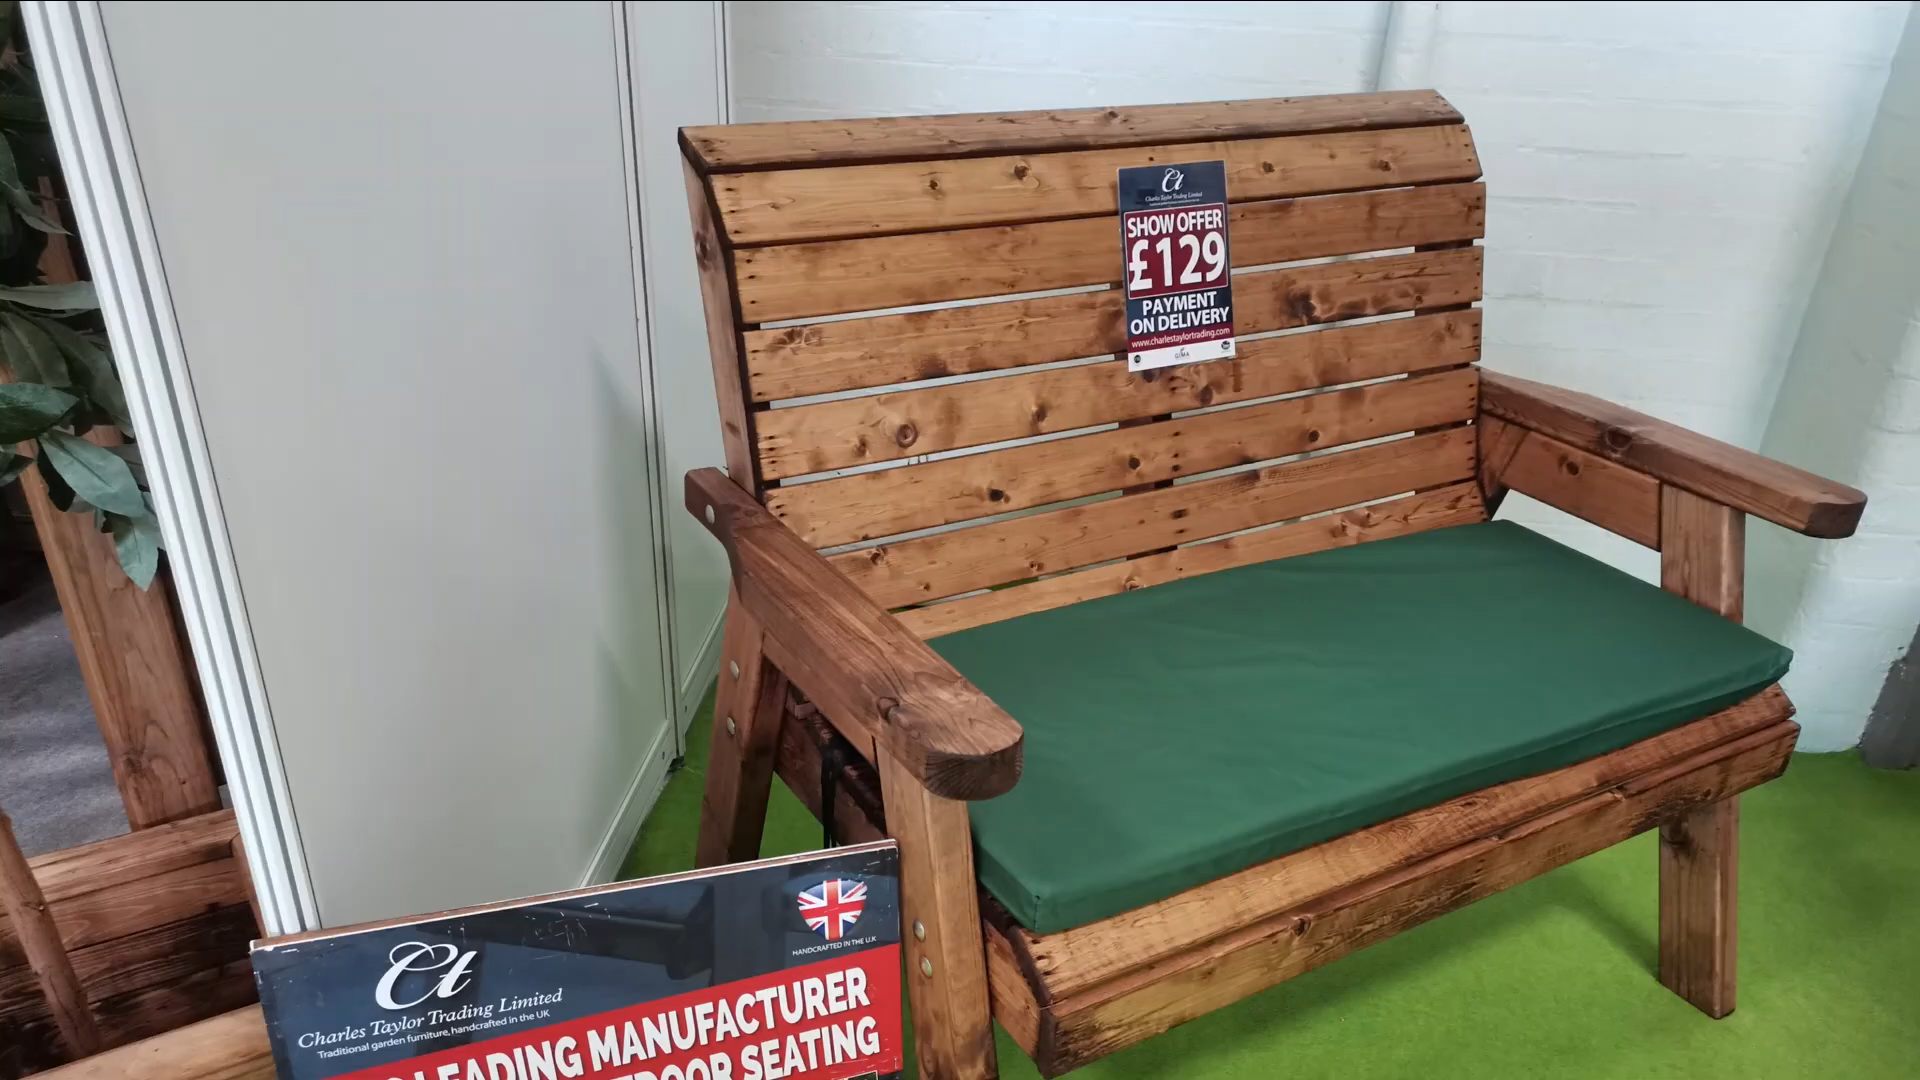 Ct
Charles Taylor Trading Limited
SHOW OFFER
£129
PAYMENT
ON DELIVERY
www.charlestaylortrading.com
GIMA
HANDCRAFTED IN THE U.K
Ct
Charles Taylor Trading Limited
Traditional garden furniture, handcrafted in the UK
LEADING MANUFACTURER
OUTDOOR SEATING